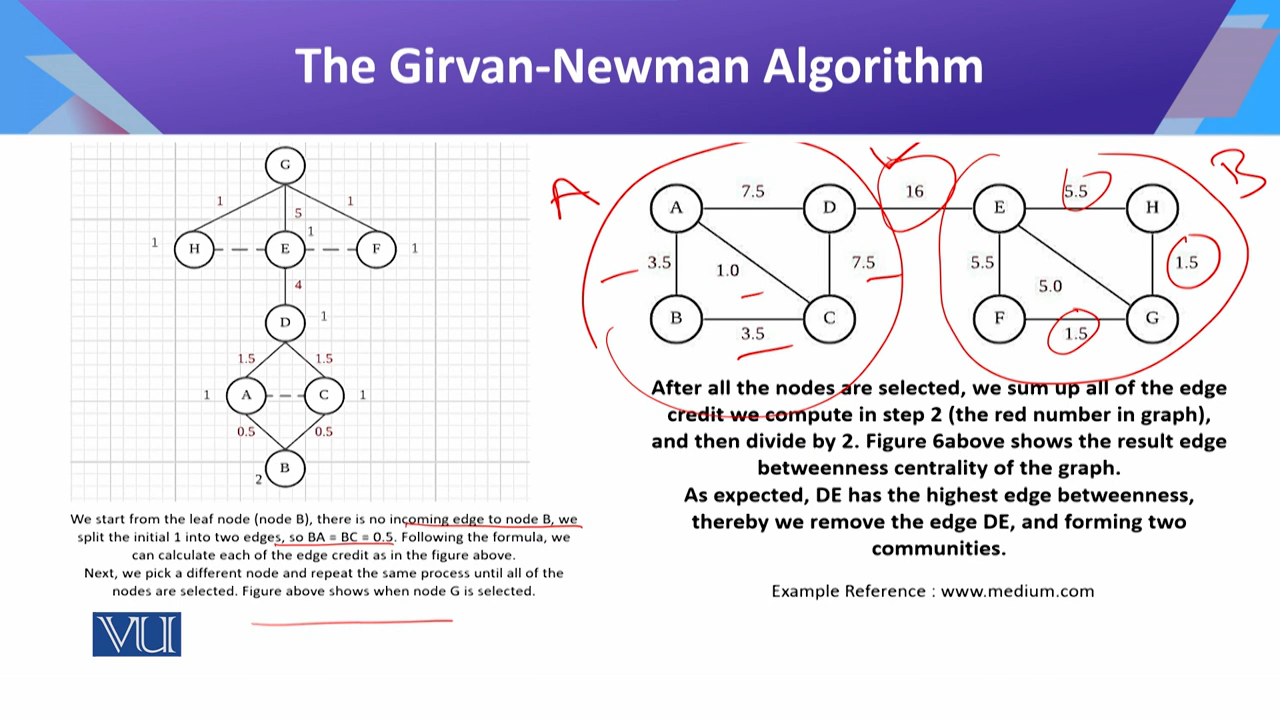 The Girvan-Newman Algorithm
G
1
5
1
1
1
H
E
F
1
4
D
1
1.5
1.5
1
A
C
1
0.5
0.5
B
2
We start from the leaf node (node B), there is no incoming edge to node B, we
split the initial 1 into two edges, so BA = BC = 0.5. Following the formula, we
can calculate each of the edge credit as in the figure above.
Next, we pick a different node and repeat the same process until all of the
nodes are selected. Figure above shows when node G is selected.
VU
A
B
7.5
16
5.5
A
D
E
H
3.5
1.0
7.5
5.5
5.0
1.5
B
3.5
C
F
1.5
G
After all the nodes are selected, we sum up all of the edge
credit we compute in step 2 (the red number in graph),
and then divide by 2. Figure 6above shows the result edge
betweenness centrality of the graph.
As expected, DE has the highest edge betweenness,
thereby we remove the edge DE, and forming two
communities.
Example Reference : www.medium.com